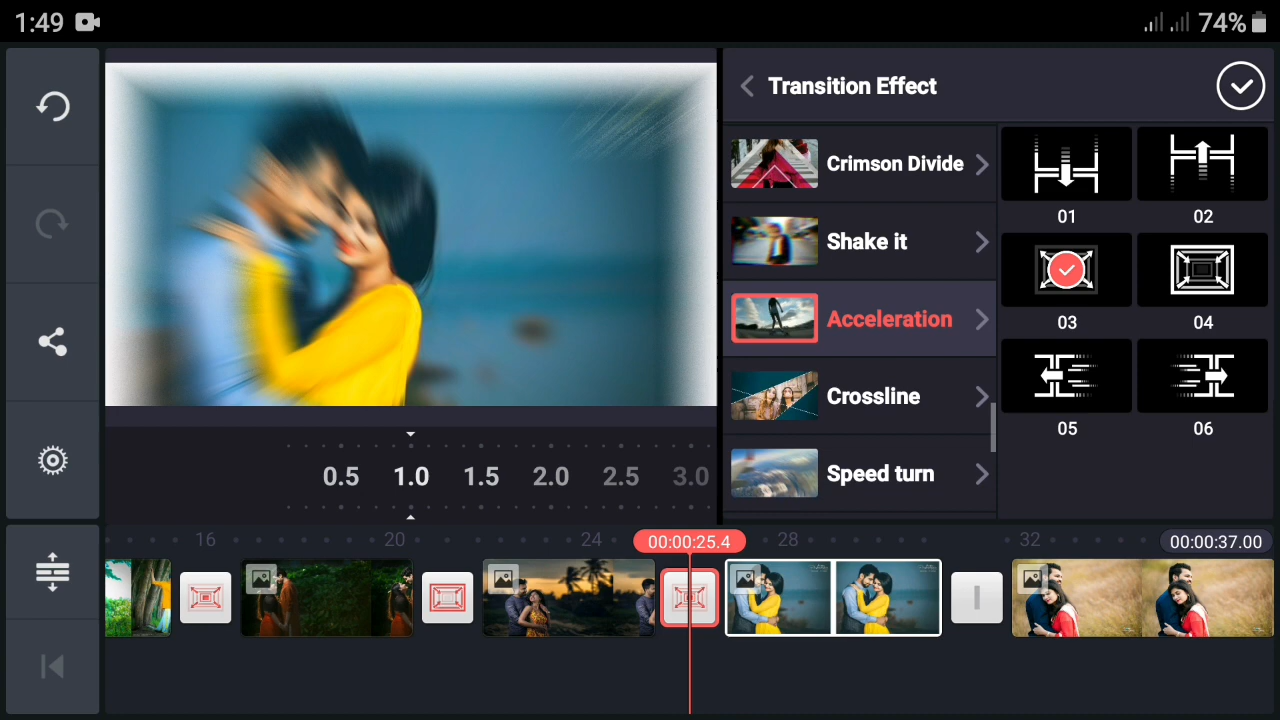 1:49
74%
Transition Effect
Crimson Divide
Shake it
Acceleration
Crossline
Speed turn
01
02
03
04
05
06
0.5 1.0 1.5 2.0 2.5 3.0
16 20 24 28 32
00:00:25.4
00:00:37.00